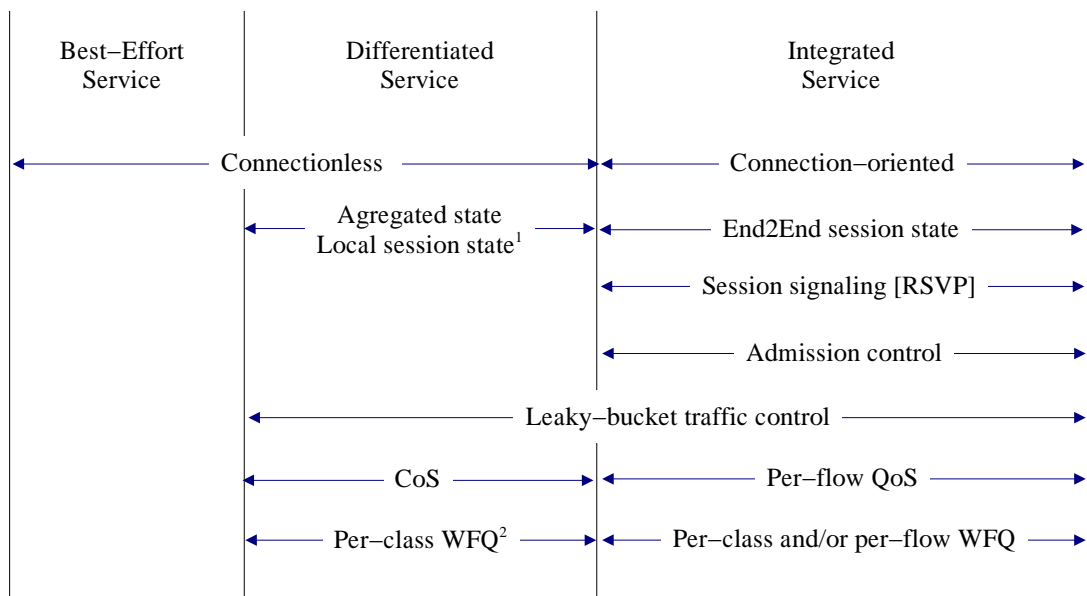 Best−Effort
Service
Differentiated
Service
Integrated
Service
Connectionless
Connection−oriented
Agregated state
Local session state¹
End2End session state
Session signaling [RSVP]
Admission control
Leaky−bucket traffic control
CoS
Per−flow QoS
Per−class WFQ²
Per−class and/or per−flow WFQ